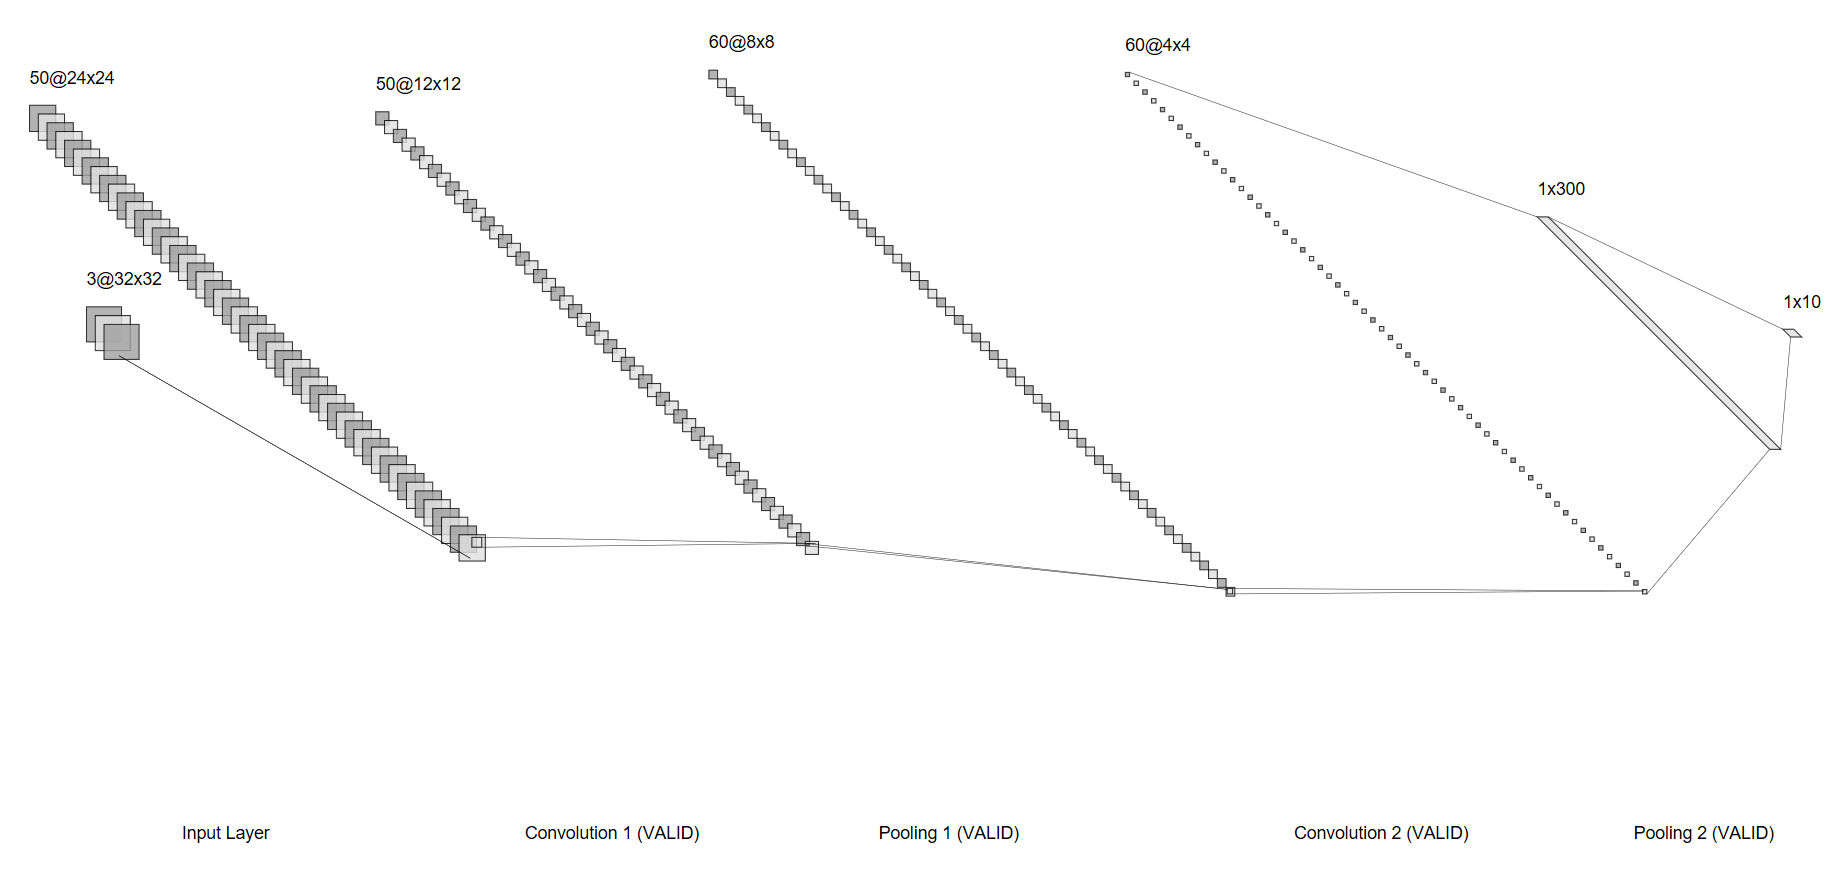 50@24x24
3@32x32
50@12x12
60@8x8
60@4x4
1x300
1x10
Input Layer
Convolution 1 (VALID)
Pooling 1 (VALID)
Convolution 2 (VALID)
Pooling 2 (VALID)